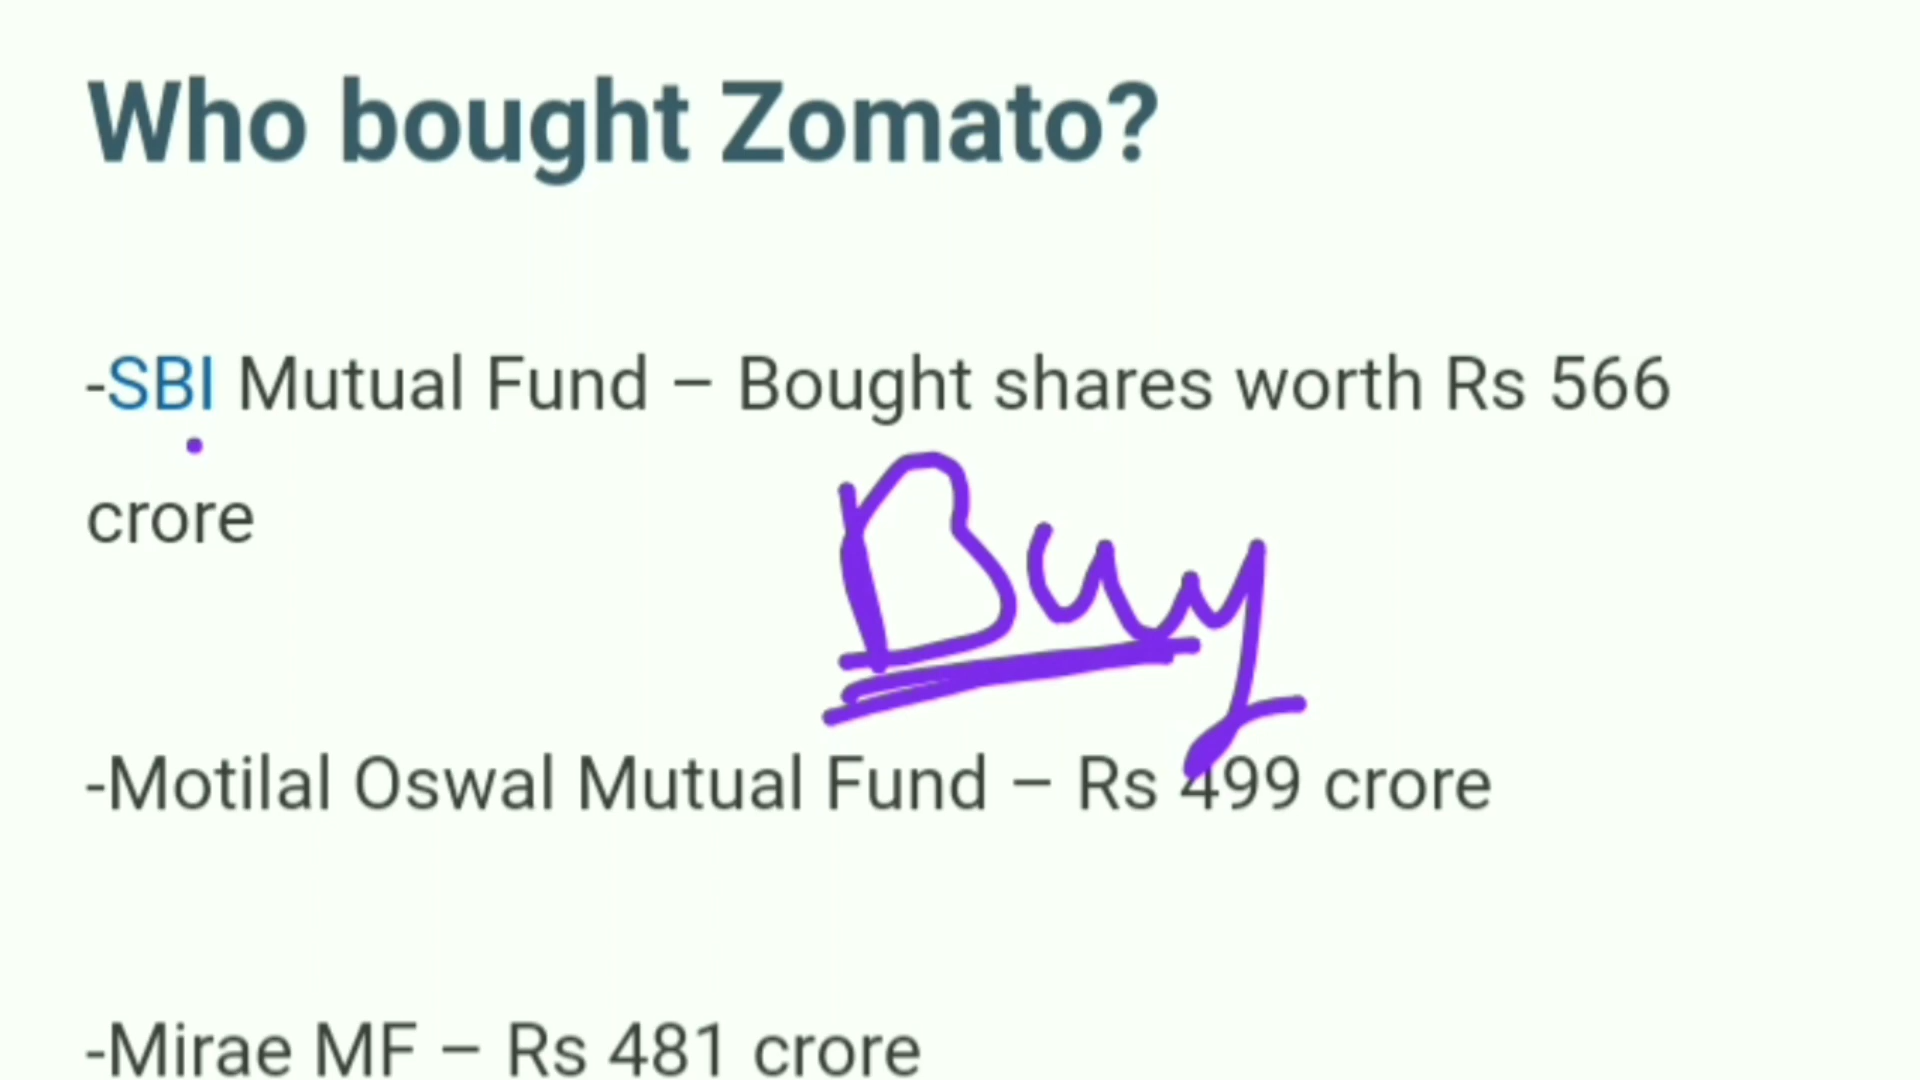 Who bought Zomato?
-SBI Mutual Fund – Bought shares worth Rs 566
crore
Buy
-Motilal Oswal Mutual Fund – Rs 499 crore
-Mirae MF – Rs 481 crore